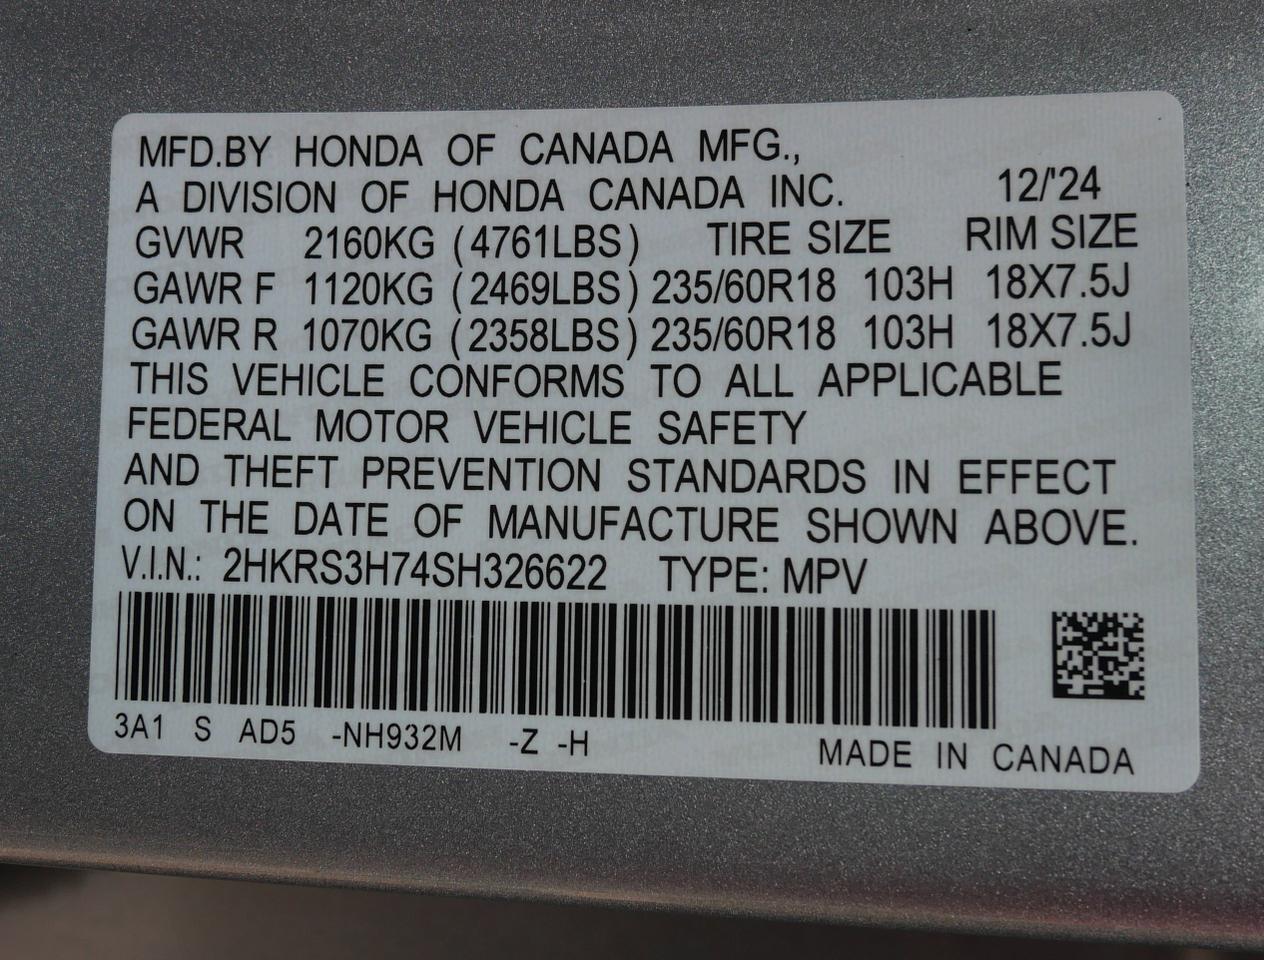 MFD.BY HONDA OF CANADA MFG.,
A DIVISION OF HONDA CANADA INC. 12/'24
GVWR 2160KG (4761LBS) TIRE SIZE RIM SIZE
GAWR F 1120KG (2469LBS) 235/60R18 103H 18X7.5J
GAWR R 1070KG (2358LBS) 235/60R18 103H 18X7.5J
THIS VEHICLE CONFORMS TO ALL APPLICABLE
FEDERAL MOTOR VEHICLE SAFETY
AND THEFT PREVENTION STANDARDS IN EFFECT
ON THE DATE OF MANUFACTURE SHOWN ABOVE.
V.I.N.: 2HKRS3H74SH326622 TYPE: MPV
3A1 S AD5 -NH932M -Z -H MADE IN CANADA